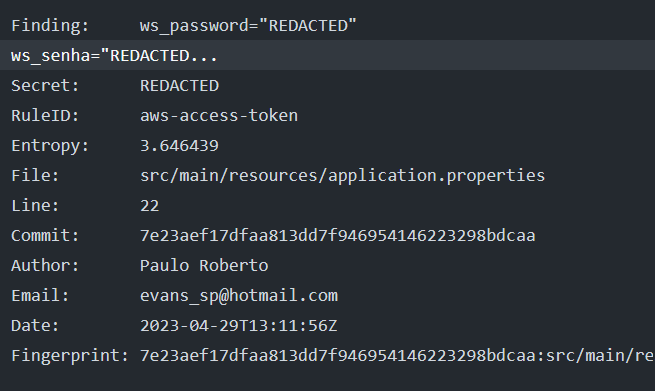 Finding:     ws_password="REDACTED"
ws_senha="REDACTED...
Secret:      REDACTED
RuleID:      aws-access-token
Entropy:     3.646439
File:        src/main/resources/application.properties
Line:        22
Commit:      7e23aef17dfaa813dd7f946954146223298bdcaa
Author:      Paulo Roberto
Email:       evans_sp@hotmail.com
Date:        2023-04-29T13:11:56Z
Fingerprint: 7e23aef17dfaa813dd7f946954146223298bdcaa:src/main/re